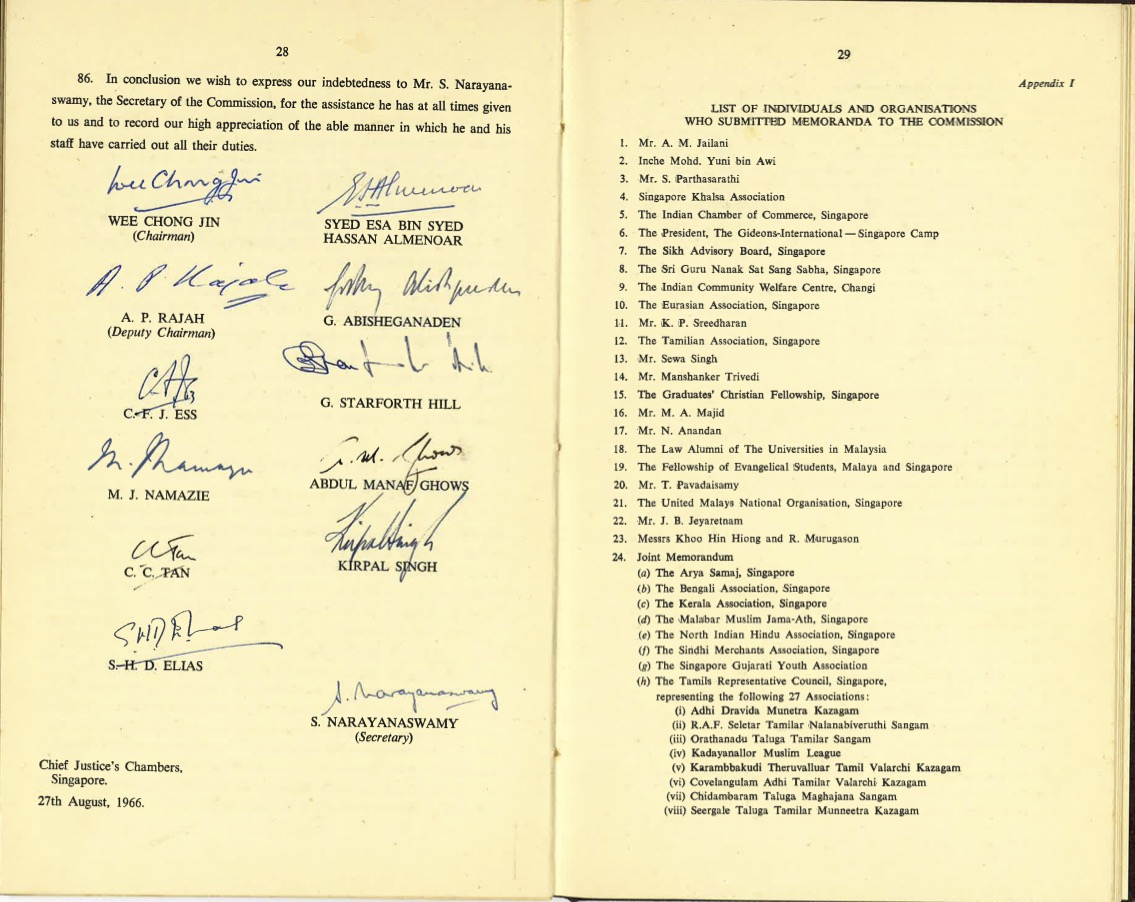 28
86. In conclusion we wish to express our indebtedness to Mr. S. Narayana-
swamy, the Secretary of the Commission, for the assistance he has at all times given
to us and to record our high appreciation of the able manner in which he and his
staff have carried out all their duties.
Wee Chong Jin
WEE CHONG JIN
(Chairman)
SYED ESA BIN SYED
HASSAN ALMENOAR
A. P. Rajah
A. P. RAJAH
(Deputy Chairman)
G. ABISHEGANADEN
C. F. J. ESS
G. STARFORTH HILL
M. J. NAMAZIE
ABDUL MANAF GHOWS
CC Tan
C. C. TAN
Kirpal Singh
KIRPAL SINGH
S. H. D. ELIAS
S. Narayanaswamy
S. NARAYANASWAMY
(Secretary)
Chief Justice's Chambers,
Singapore.
27th August, 1966.
29
Appendix I
LIST OF INDIVIDUALS AND ORGANISATIONS
WHO SUBMITTED MEMORANDA TO THE COMMISSION
1. Mr. A. M. Jailani
2. Inche Mohd. Yuni bin Awi
3. Mr. S. Parthasarathi
4. Singapore Khalsa Association
5. The Indian Chamber of Commerce, Singapore
6. The President, The Gideons-International — Singapore Camp
7. The Sikh Advisory Board, Singapore
8. The Sri Guru Nanak Sat Sang Sabha, Singapore
9. The Indian Community Welfare Centre, Changi
10. The Eurasian Association, Singapore
11. Mr. K. P. Sreedharan
12. The Tamilian Association, Singapore
13. Mr. Sewa Singh
14. Mr. Manshanker Trivedi
15. The Graduates' Christian Fellowship, Singapore
16. Mr. M. A. Majid
17. Mr. N. Anandan
18. The Law Alumni of The Universities in Malaysia
19. The Fellowship of Evangelical Students, Malaya and Singapore
20. Mr. T. Pavadaisamy
21. The United Malays National Organisation, Singapore
22. Mr. J. B. Jeyaretnam
23. Messrs Khoo Hin Hiong and R. Murugason
24. Joint Memorandum
(a) The Arya Samaj, Singapore
(b) The Bengali Association, Singapore
(c) The Kerala Association, Singapore
(d) The Malabar Muslim Jama-Ath, Singapore
(e) The North Indian Hindu Association, Singapore
(f) The Sindhi Merchants Association, Singapore
(g) The Singapore Gujarati Youth Association
(h) The Tamils Representative Council, Singapore,
representing the following 27 Associations:
(i) Adhi Dravida Munetra Kazagam
(ii) R.A.F. Seletar Tamilar Nalanabiveruthi Sangam
(iii) Orathanadu Taluga Tamilar Sangam
(iv) Kadayanallor Muslim League
(v) Karambbakudi Theruvalluar Tamil Valarchi Kazagam
(vi) Covelangulam Adhi Tamilar Valarchi Kazagam
(vii) Chidambaram Taluga Maghajana Sangam
(viii) Seergale Taluga Tamilar Munneetra Kazagam